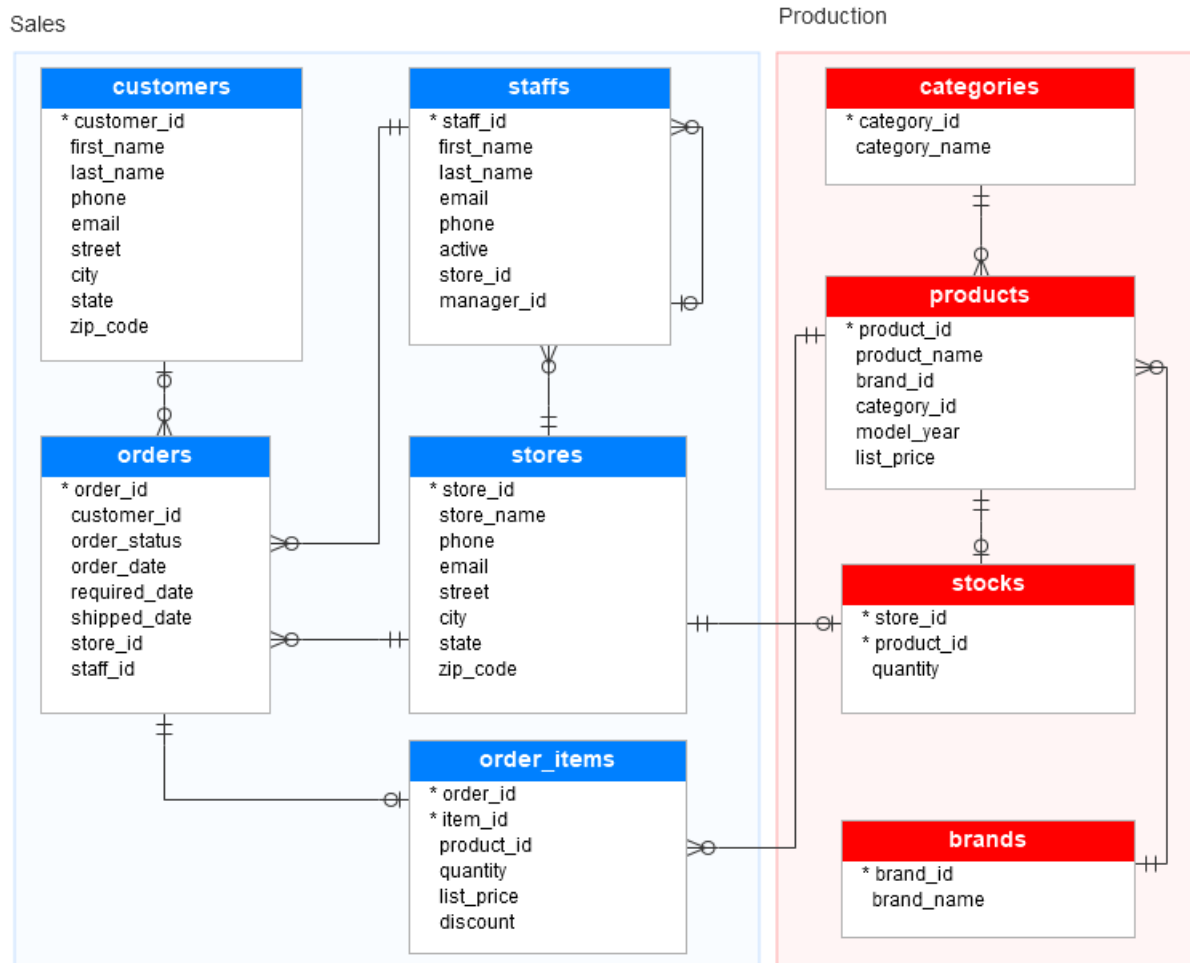 Sales
Production
customers
* customer_id
first_name
last_name
phone
email
street
city
state
zip_code
staffs
* staff_id
first_name
last_name
email
phone
active
store_id
manager_id
categories
* category_id
category_name
products
* product_id
product_name
brand_id
category_id
model_year
list_price
orders
* order_id
customer_id
order_status
order_date
required_date
shipped_date
store_id
staff_id
stores
* store_id
store_name
phone
email
street
city
state
zip_code
stocks
* store_id
* product_id
quantity
order_items
* order_id
* item_id
product_id
quantity
list_price
discount
brands
* brand_id
brand_name